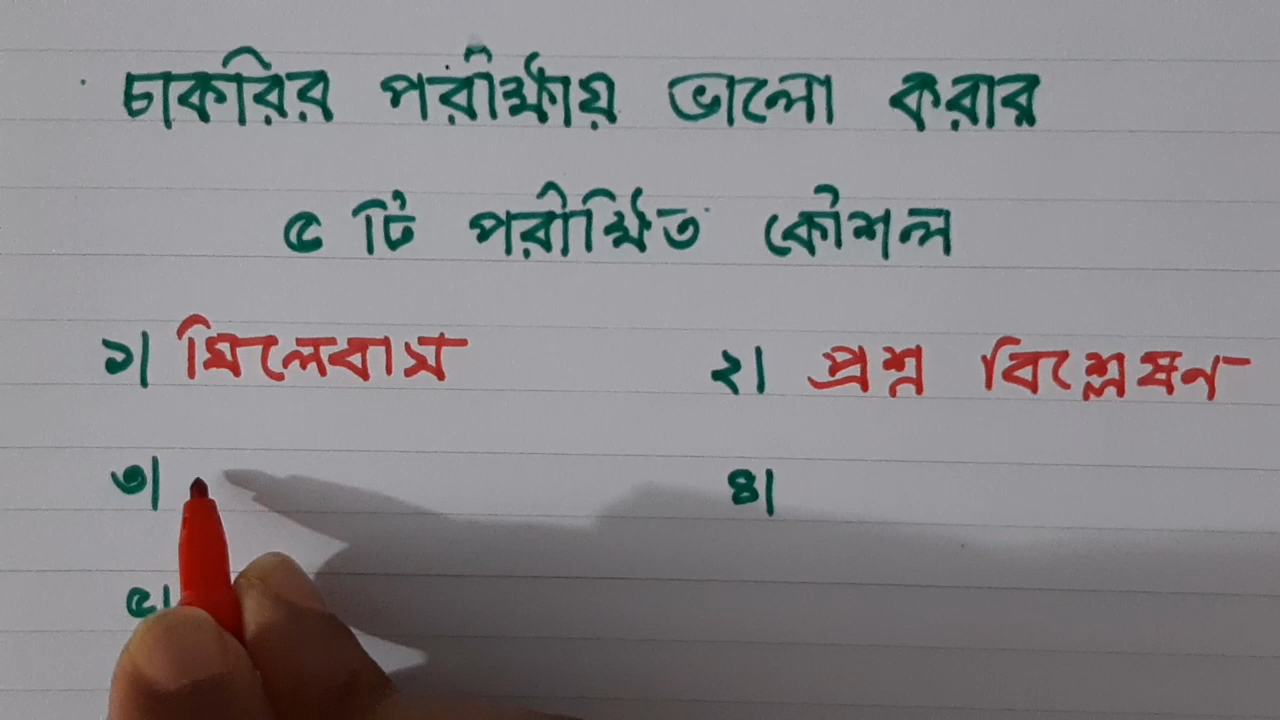 চাকরির পরীক্ষায় ভালো করার
৫ টি পরীক্ষিত কৌশল
১| সিলেবাস ২| প্রশ্ন বিশ্লেষণ
৩| ৪|
৫|